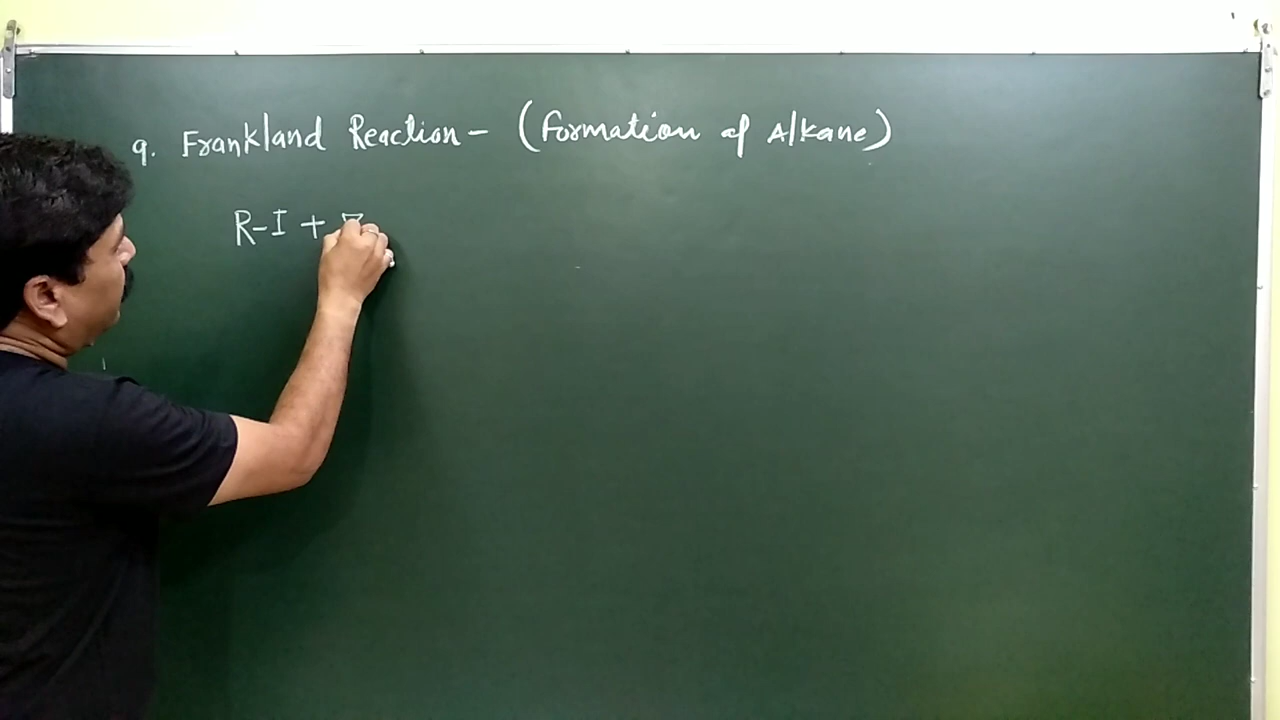 9. Frankland Reaction - (Formation of Alkane)
R-I +